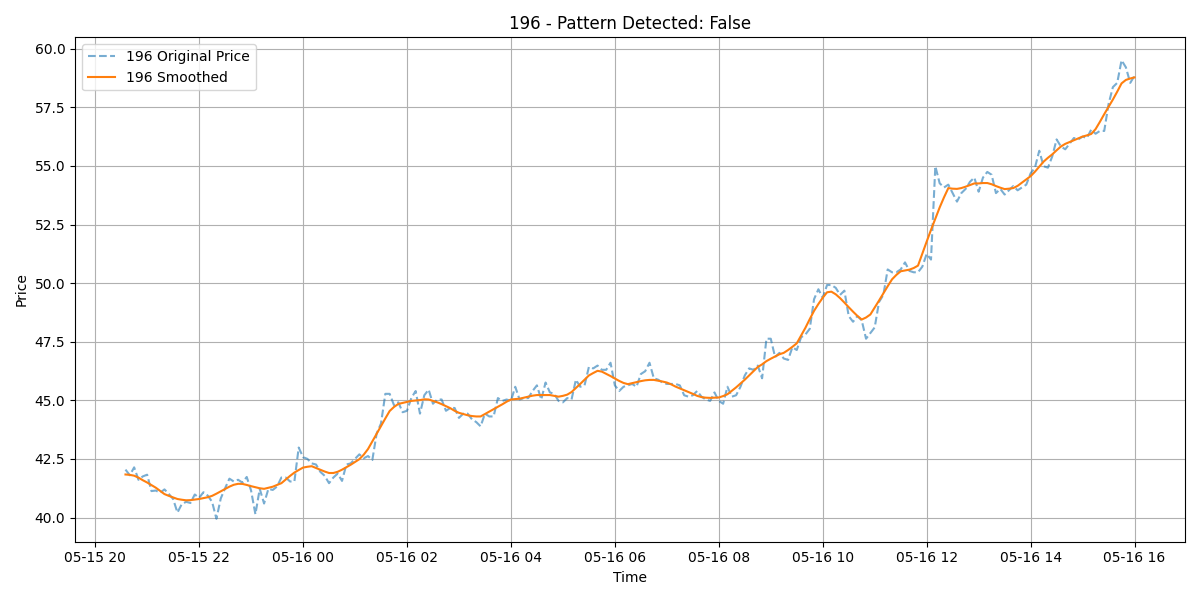 196 - Pattern Detected: False
196 Original Price
196 Smoothed
Price
60.0
57.5
55.0
52.5
50.0
47.5
45.0
42.5
40.0
05-15 20 05-15 22 05-16 00 05-16 02 05-16 04 05-16 06 05-16 08 05-16 10 05-16 12 05-16 14 05-16 16
Time